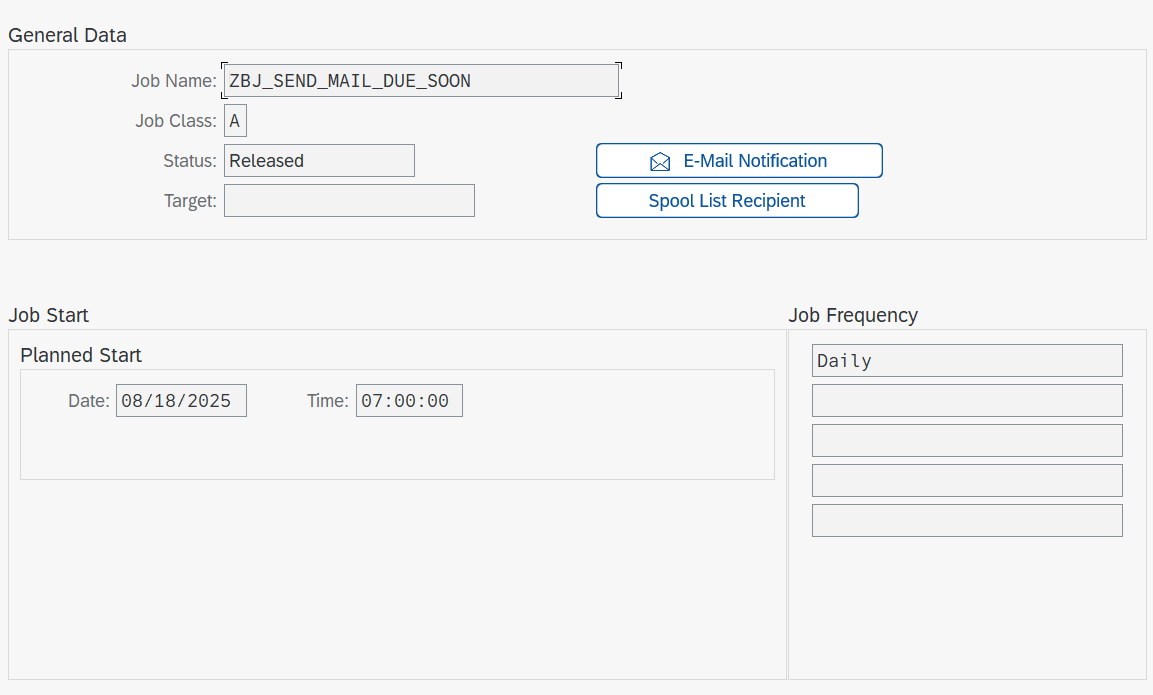 General Data
Job Name: ZBJ_SEND_MAIL_DUE_SOON
Job Class: A
Status: Released
E-Mail Notification
Target:
Spool List Recipient
Job Start
Job Frequency
Planned Start
Daily
Date: 08/18/2025 Time: 07:00:00